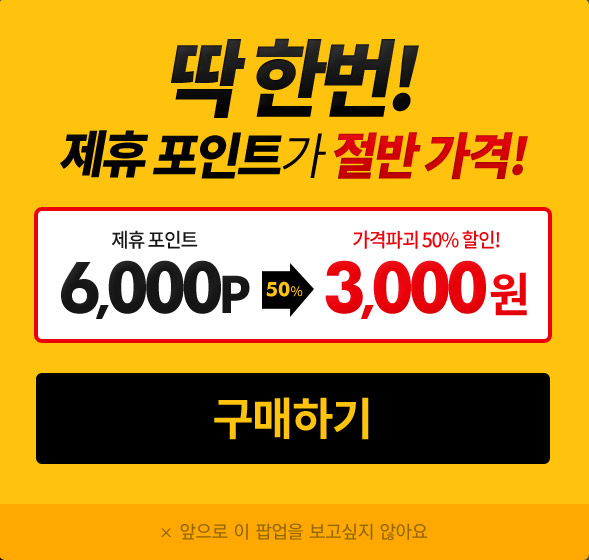 딱 한번!
제휴 포인트가 절반 가격!
제휴 포인트
6,000P
50%
가격파괴 50% 할인!
3,000원
구매하기
× 앞으로 이 팝업을 보고싶지 않아요